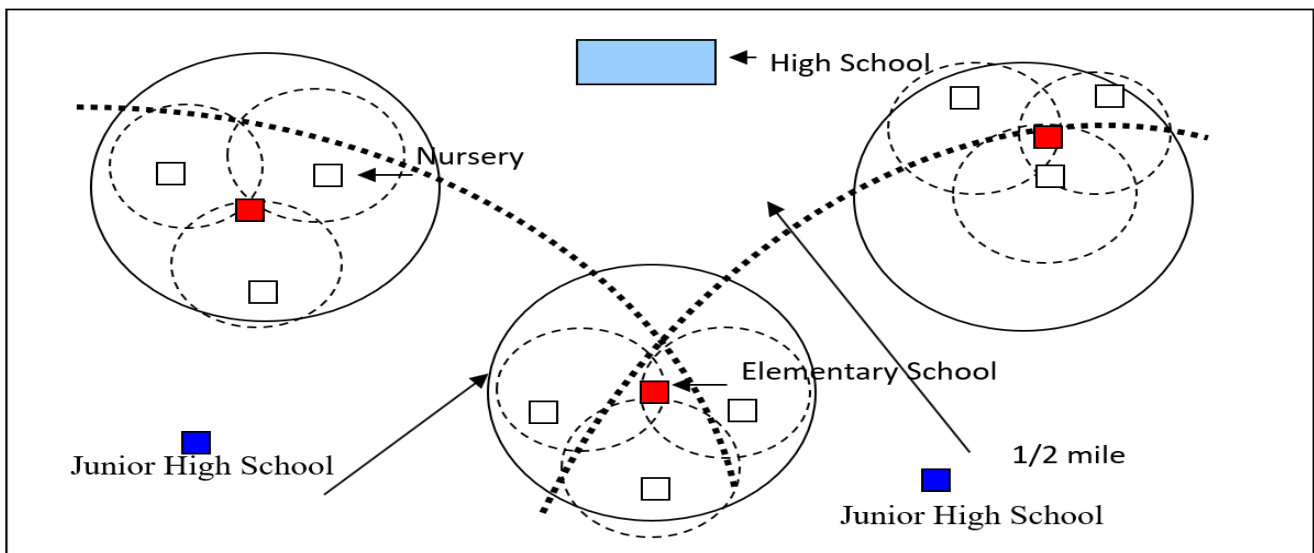 High School
Nursery
Elementary School
Junior High School
1/2 mile
Junior High School